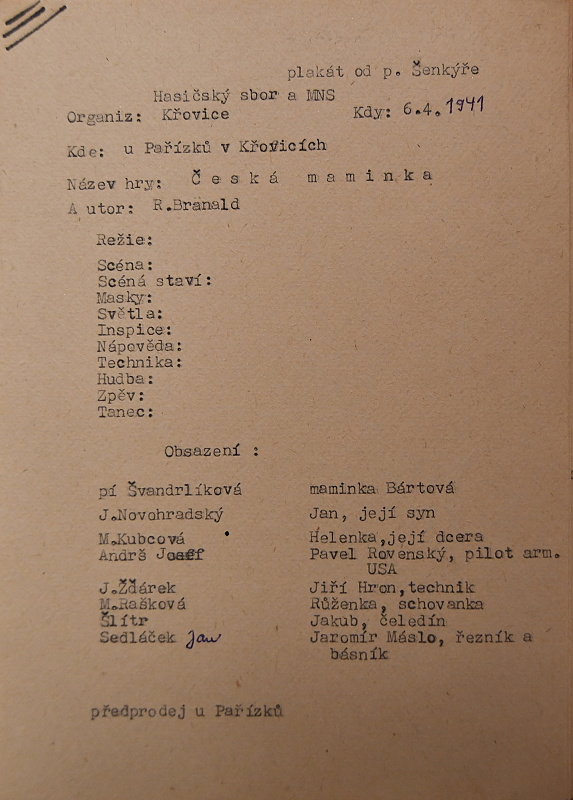 plakát od p. Šenkýře
Hasičský sbor a MNS
Organiz: Křovice Kdy: 6.4.1941
Kde: u Pařízků v Křovicích
Název hry: Česká maminka
Autor: R.Branald
Režie:
Scéna:
Scéná staví:
Masky:
Světla:
Inspice:
Nápověda:
Technika:
Hudba:
Zpěv:
Tanec:
Obsazení :
pí Švandrlíková maminka Bártová
J.Novohradský Jan, její syn
M.Kubcová Helenka,její dcera
Andrš Josef Pavel Rovenský, pilot arm.
USA
J.Žďárek Jiří Hron,technik
M.Rašková Růženka, schovanka
Šlítr Jakub, čeledín
Sedláček Jan Jaromír Máslo, řezník a
básník
předprodej u Pařízků